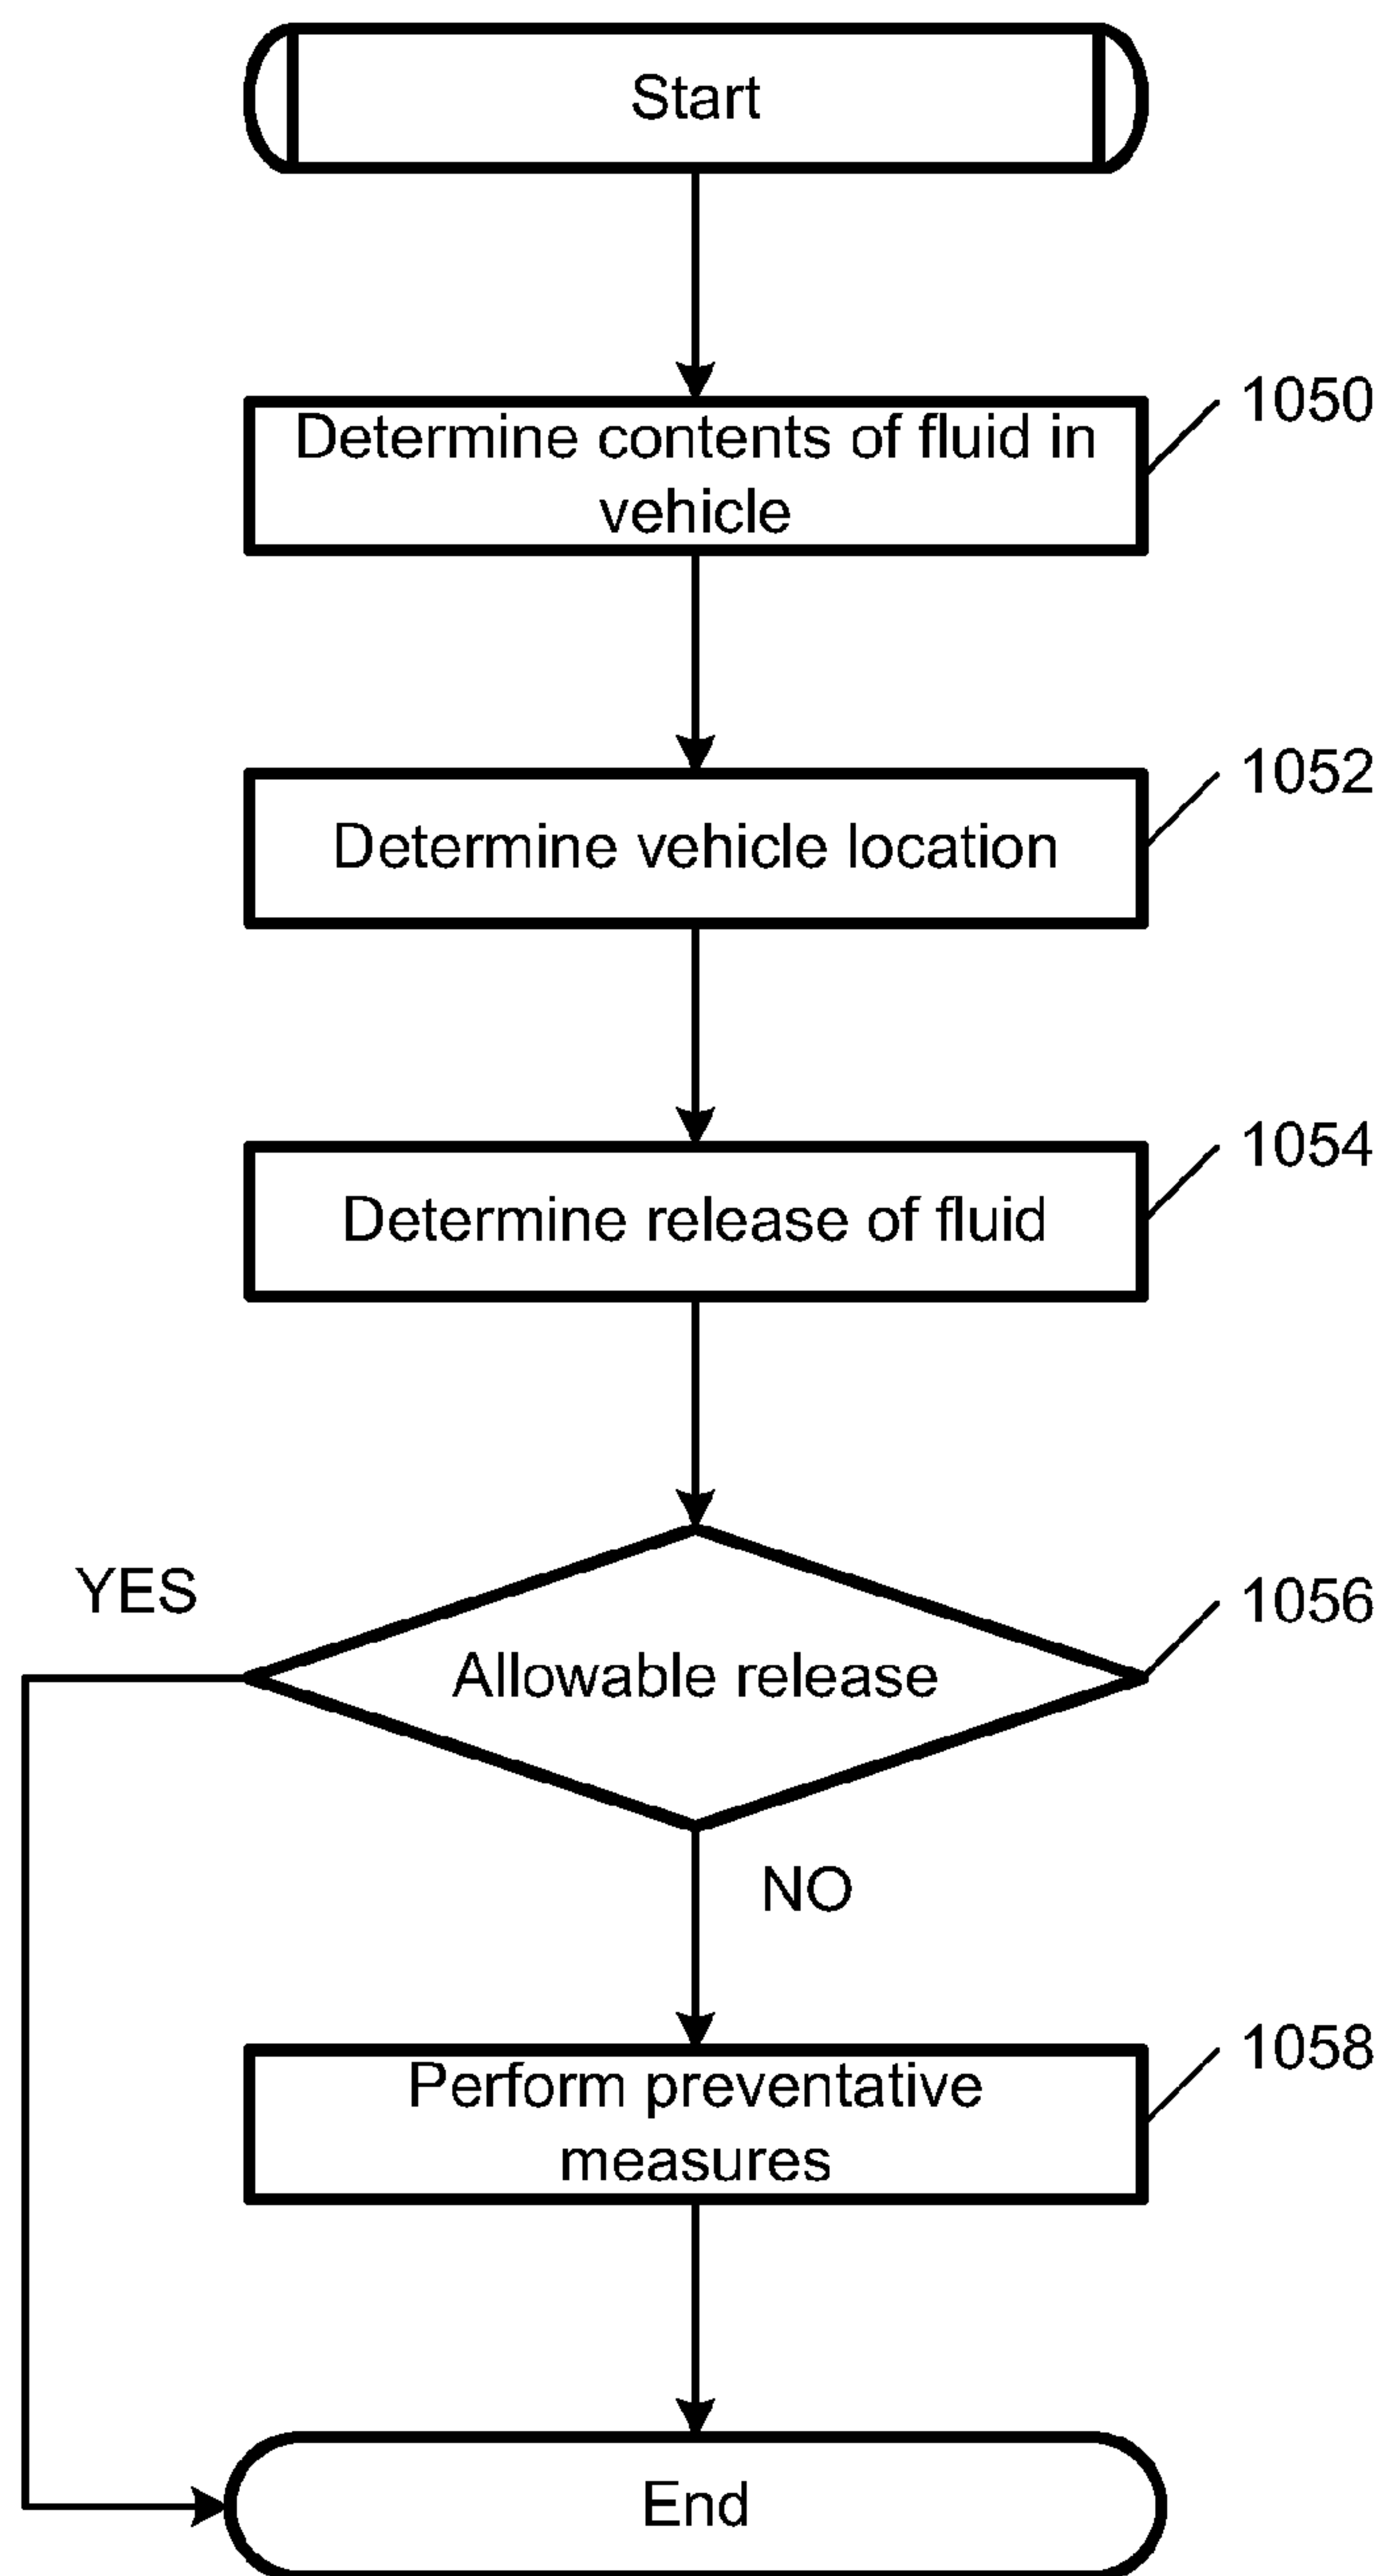 Start
1050
Determine contents of fluid in
vehicle
1052
Determine vehicle location
1054
Determine release of fluid
YES
1056
Allowable release
NO
1058
Perform preventative
measures
End